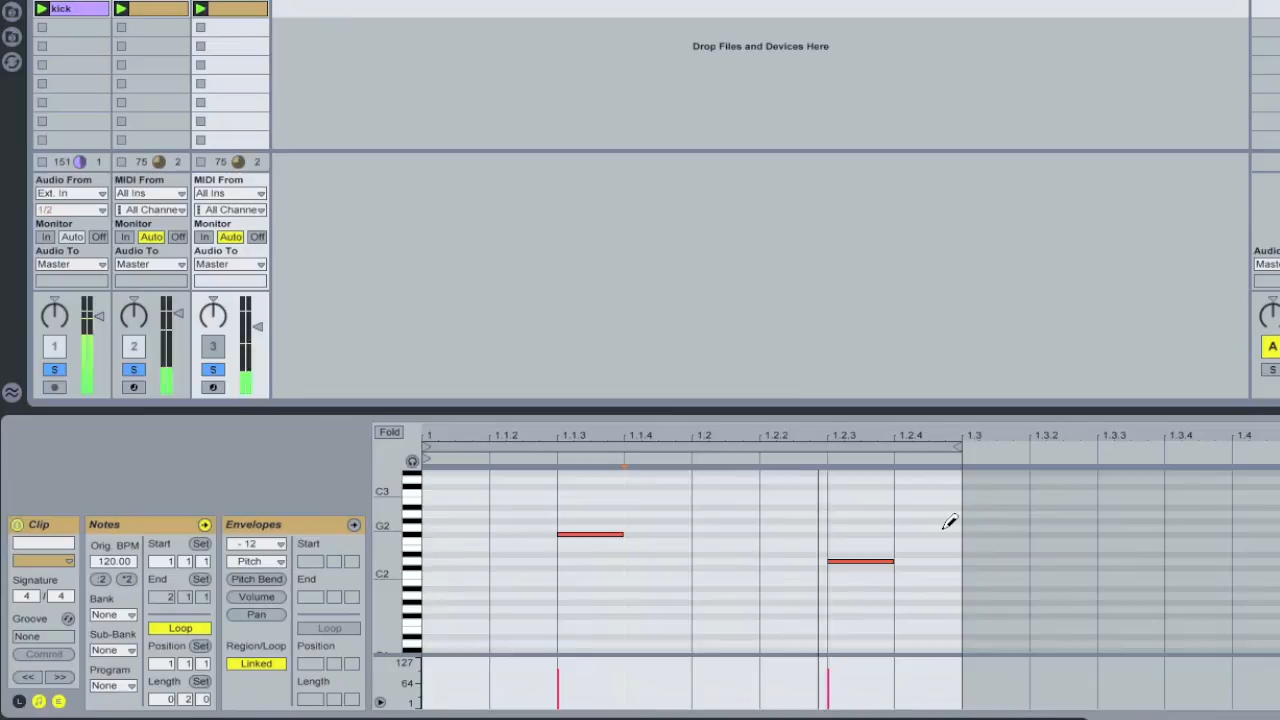 kick
Drop Files and Devices Here
151 1 75 2 75 2
Audio From MIDI From MIDI From
Ext. In All Ins All Ins
1/2 All Channe All Channe
Monitor Monitor Monitor
In Auto Off In Auto Off In Auto Off
Audio To Audio To Audio To
Master Master Master
1 2 3
S S S
Audio
Mast
A
S
Fold 1 1.1.2 1.1.3 1.1.4 1.2 1.2.2 1.2.3 1.2.4 1.3 1.3.2 1.3.3 1.3.4 1.4
C3
G2
C2
127
64
1
Clip
Signature
4 / 4
Groove
None
Commit
<< >>
L E
Notes
Orig. BPM
120.00
:2 *2
Bank
None
Sub-Bank
None
Program
None
Start Set
1 1 1
End Set
2 1 1
Loop
Position Set
1 1 1
Length Set
0 2 0
Envelopes
- 12
Pitch
Pitch Bend
Volume
Pan
Region/Loop
Linked
Start
End
Loop
Position
Length